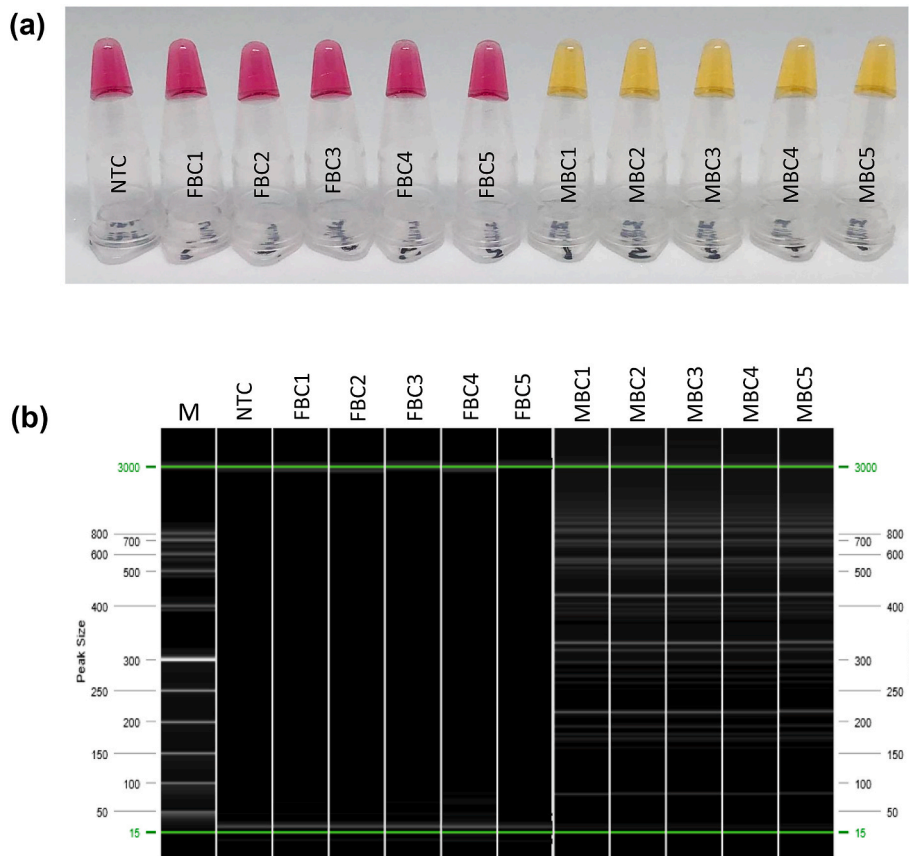 (a)
NTC
FBC1
FBC2
FBC3
FBC4
FBC5
MBC1
MBC2
MBC3
MBC4
MBC5
(b)
M
NTC
FBC1
FBC2
FBC3
FBC4
FBC5
MBC1
MBC2
MBC3
MBC4
MBC5
Peak Size
3000
800
700
600
500
400
300
250
200
150
100
50
15
3000
800
700
600
500
400
300
250
200
150
100
50
15